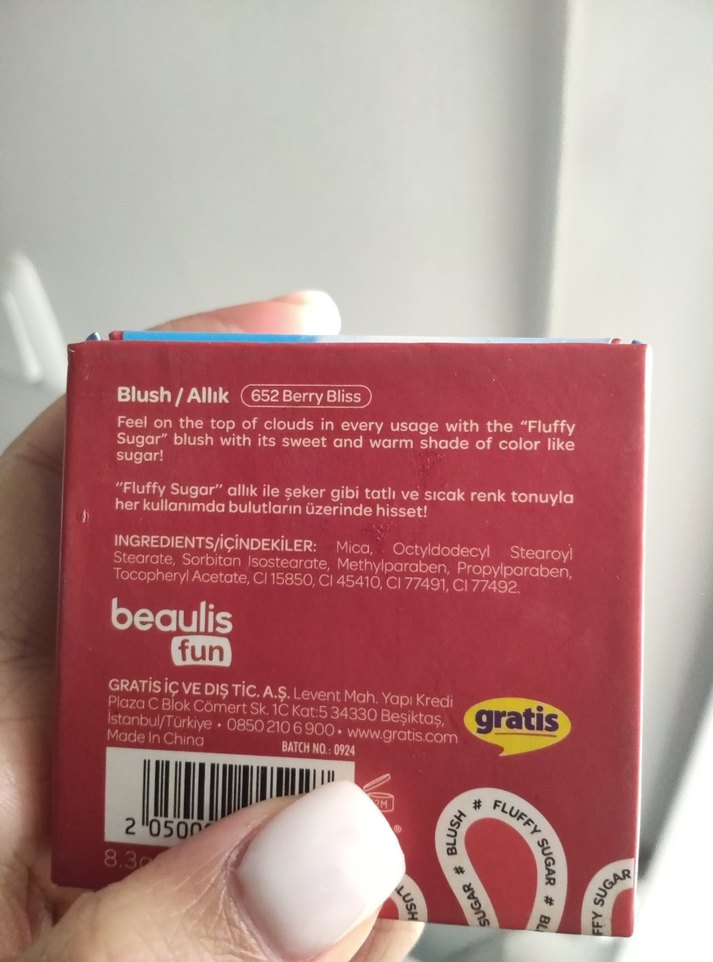 Blush / Allık 652 Berry Bliss
Feel on the top of clouds in every usage with the “Fluffy
Sugar” blush with its sweet and warm shade of color like
sugar!
“Fluffy Sugar” allık ile şeker gibi tatlı ve sıcak renk tonuyla
her kullanımda bulutların üzerinde hisset!
INGREDIENTS/İÇİNDEKİLER: Mica, Octyldodecyl Stearoyl
Stearate, Sorbitan Isostearate, Methylparaben, Propylparaben,
Tocopheryl Acetate, CI 15850, CI 45410, CI 77491, CI 77492.
beaulis
fun
GRATİS İÇ VE DIŞ TİC. A.Ş. Levent Mah. Yapı Kredi
Plaza C Blok Cömert Sk. 1C Kat:5 34330 Beşiktaş,
İstanbul/Türkiye • 0850 210 6 900 • www.gratis.com
Made In China
gratis
BATCH NO.: 0924
2 0500
8.3
BLUSH # FLUFFY SUGAR #
SUGAR #